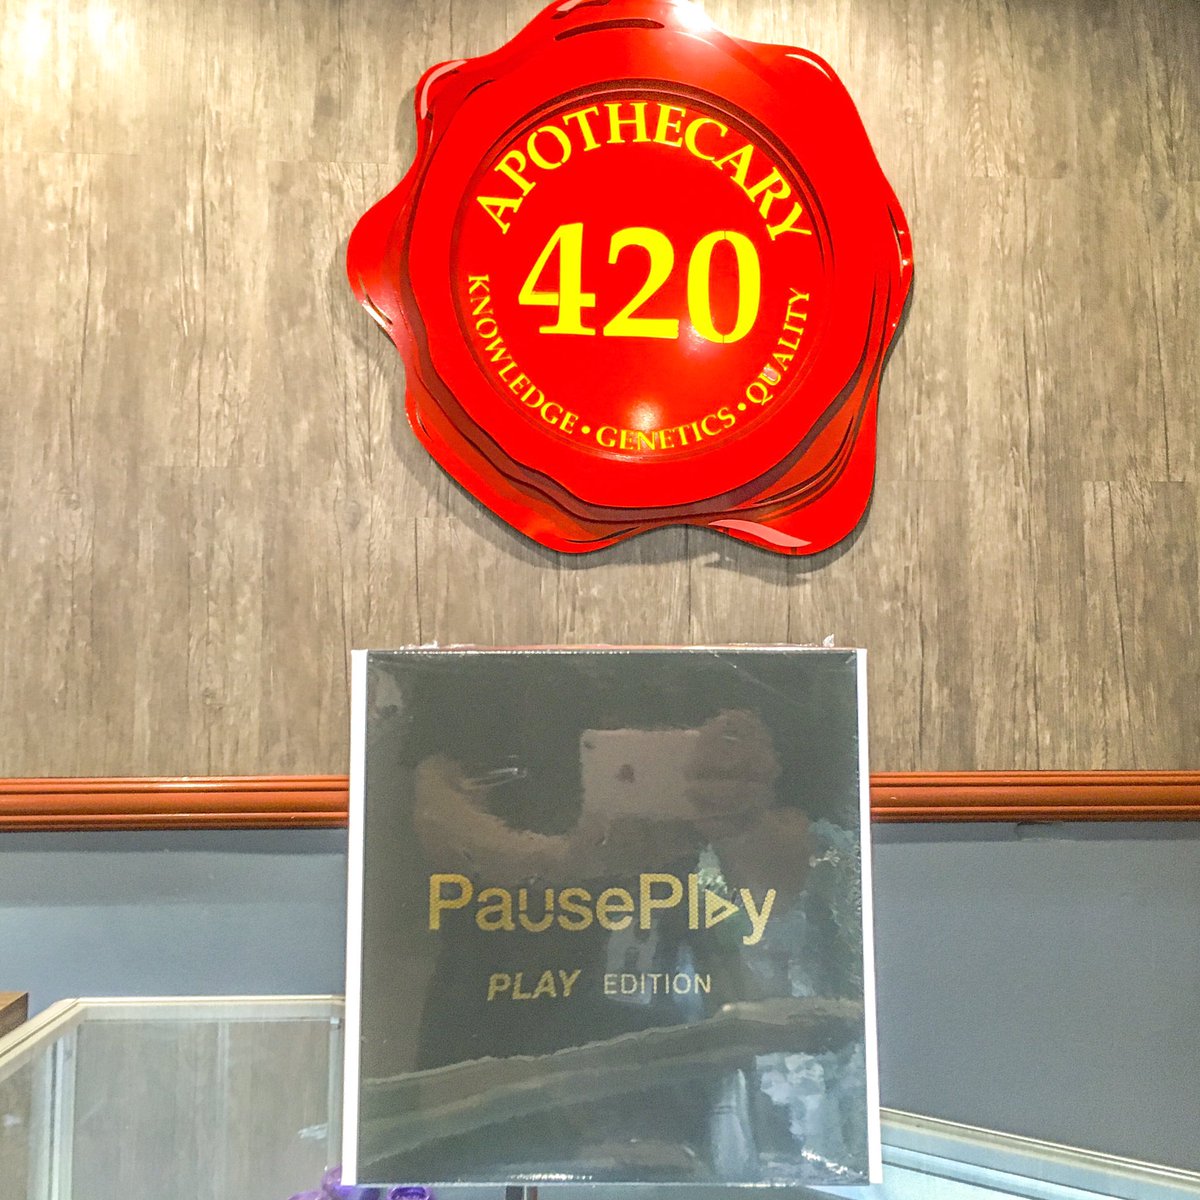 APOTHECARY
420
KNOWLEDGE • GENETICS • QUALITY
PausePlay
PLAY EDITION